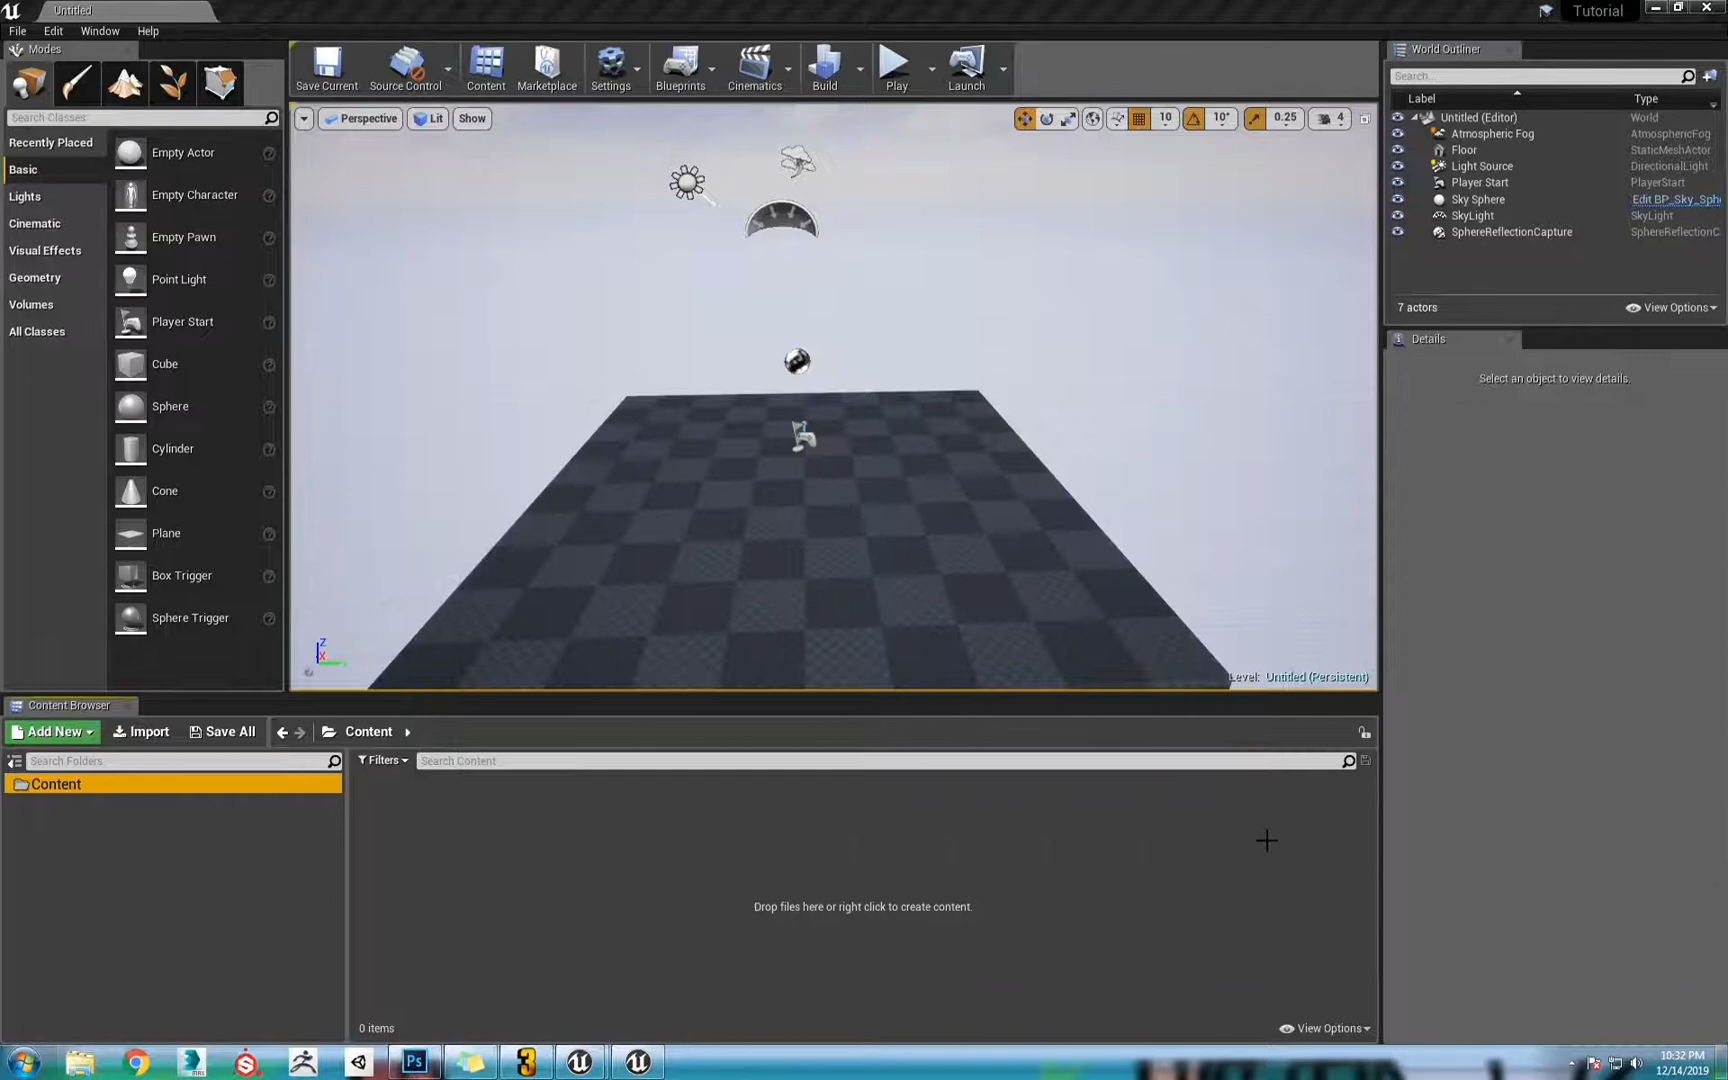 Untitled
Tutorial
File Edit Window Help
Modes
Search Classes
Recently Placed
Basic
Lights
Cinematic
Visual Effects
Geometry
Volumes
All Classes
Empty Actor
Empty Character
Empty Pawn
Point Light
Player Start
Cube
Sphere
Cylinder
Cone
Plane
Box Trigger
Sphere Trigger
Save Current
Source Control
Content
Marketplace
Settings
Blueprints
Cinematics
Build
Play
Launch
Perspective
Lit
Show
10
10°
0.25
4
Z
X
Level: Untitled (Persistent)
World Outliner
Search...
Label Type
Untitled (Editor) World
Atmospheric Fog AtmosphericFog
Floor StaticMeshActor
Light Source DirectionalLight
Player Start PlayerStart
Sky Sphere Edit BP_Sky_Sph
SkyLight SkyLight
SphereReflectionCapture SphereReflectionC
7 actors
View Options
Details
Select an object to view details.
Content Browser
Add New
Import
Save All
Content
Search Folders
Content
Filters
Search Content
Drop files here or right click to create content.
0 items
View Options
MAX
Ps
3
10:32 PM
12/14/2019